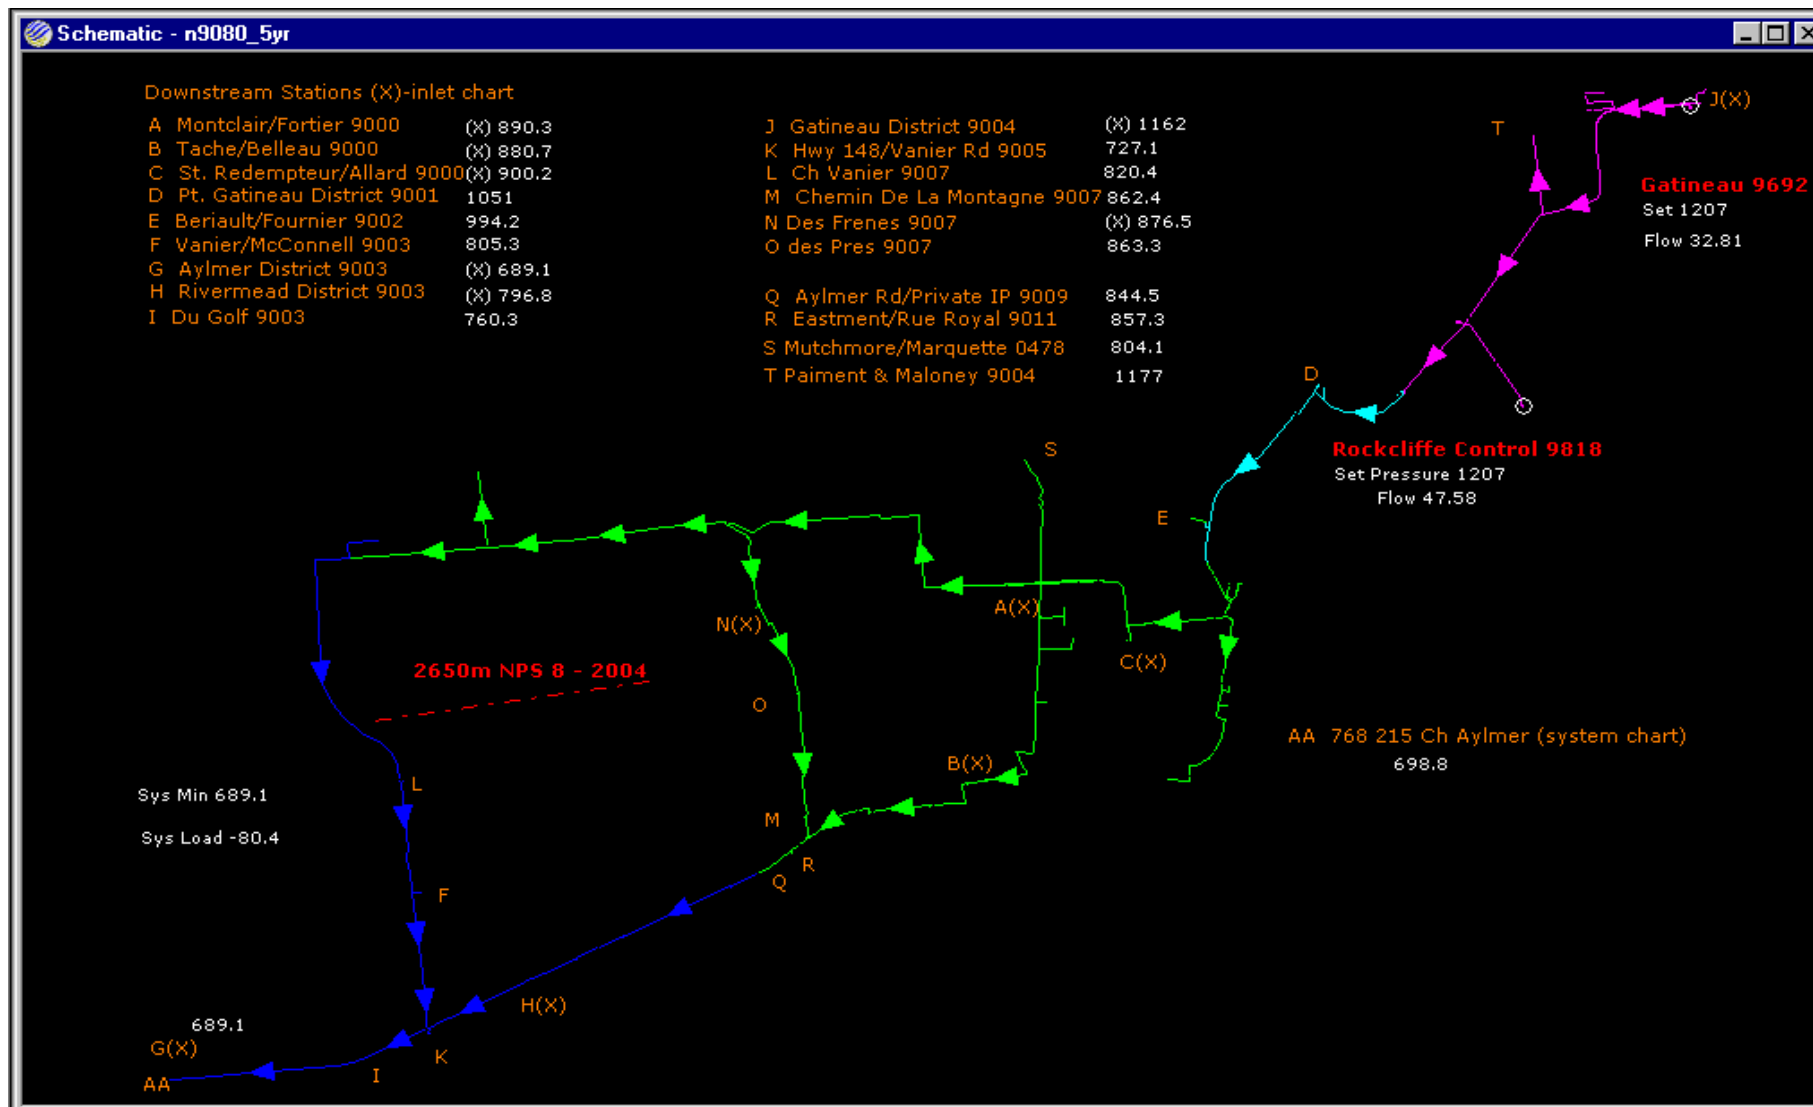 Schematic - n9080_5yr
Downstream Stations (X)-inlet chart
A Montclair/Fortier 9000 (X) 890.3
B Tache/Belleau 9000 (X) 880.7
C St. Redempteur/Allard 9000 (X) 900.2
D Pt. Gatineau District 9001 1051
E Beriault/Fournier 9002 994.2
F Vanier/McConnell 9003 805.3
G Aylmer District 9003 (X) 689.1
H Rivermead District 9003 (X) 796.8
I Du Golf 9003 760.3
J Gatineau District 9004 (X) 1162
K Hwy 148/Vanier Rd 9005 727.1
L Ch Vanier 9007 820.4
M Chemin De La Montagne 9007 862.4
N Des Frenes 9007 (X) 876.5
O des Pres 9007 863.3
Q Aylmer Rd/Private IP 9009 844.5
R Eastment/Rue Royal 9011 857.3
S Mutchmore/Marquette 0478 804.1
T Paiment & Maloney 9004 1177
J(X)
T
Gatineau 9692
Set 1207
Flow 32.81
D
Rockcliffe Control 9818
Set Pressure 1207
Flow 47.58
S
E
A(X)
N(X)
C(X)
2650m NPS 8 - 2004
O
AA 768 215 Ch Aylmer (system chart)
698.8
B(X)
L
Sys Min 689.1
M
Sys Load -80.4
R
Q
F
H(X)
689.1
G(X)
K
I
AA